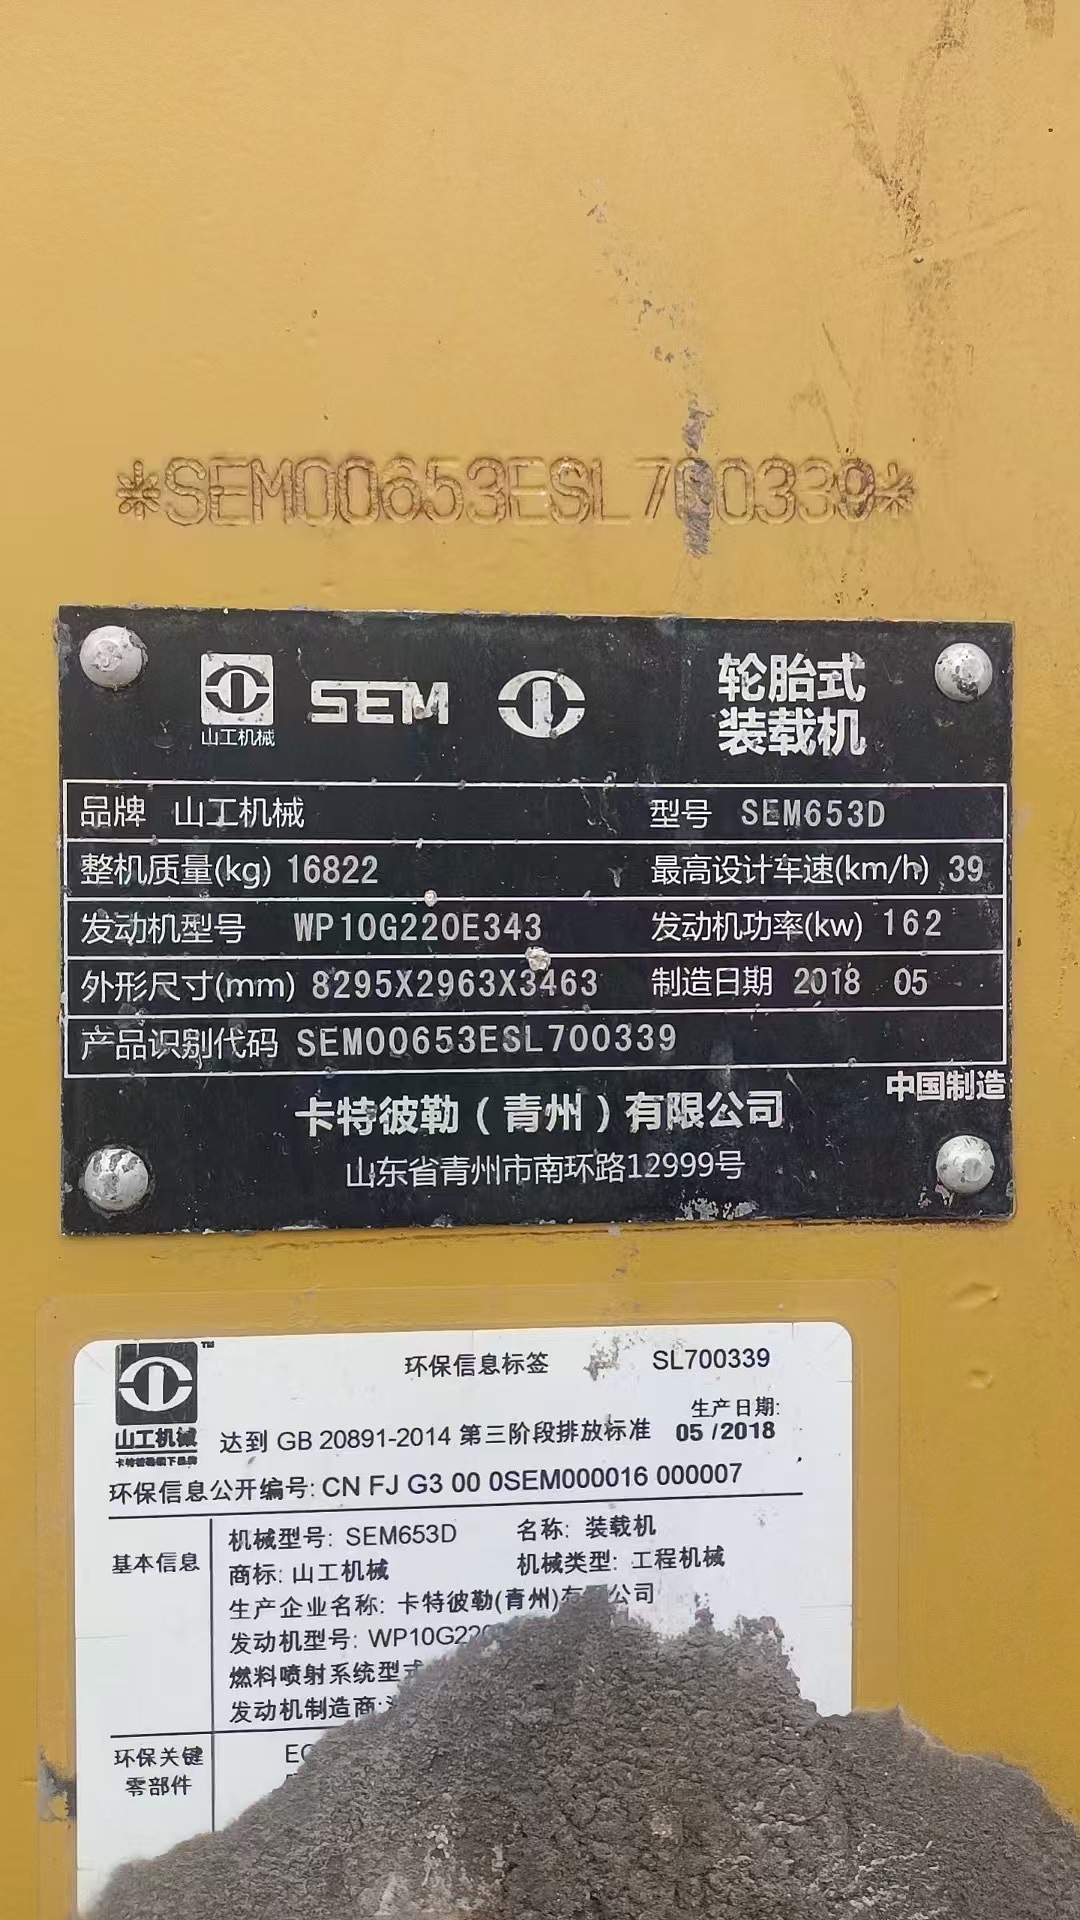 *SEM00653ESL700339*
山工机械 SEM 轮胎式
装载机
品牌 山工机械 型号 SEM653D
整机质量(kg) 16822 最高设计车速(km/h) 39
发动机型号 WP10G220E343 发动机功率(kw) 162
外形尺寸(mm) 8295X2963X3463 制造日期 2018 05
产品识别代码 SEM00653ESL700339
中国制造
卡特彼勒(青州)有限公司
山东省青州市南环路12999号
TM
环保信息标签 SL700339
生产日期:
山工机械
达到 GB 20891-2014 第三阶段排放标准 05/2018
环保信息公开编号: CN FJ G3 00 0SEM000016 000007
基本信息
机械型号: SEM653D 名称: 装载机
商标: 山工机械 机械类型: 工程机械
生产企业名称: 卡特彼勒(青州)有 公司
发动机型号: WP10G220
燃料喷射系统型式
发动机制造商:
环保关键
零部件
EC